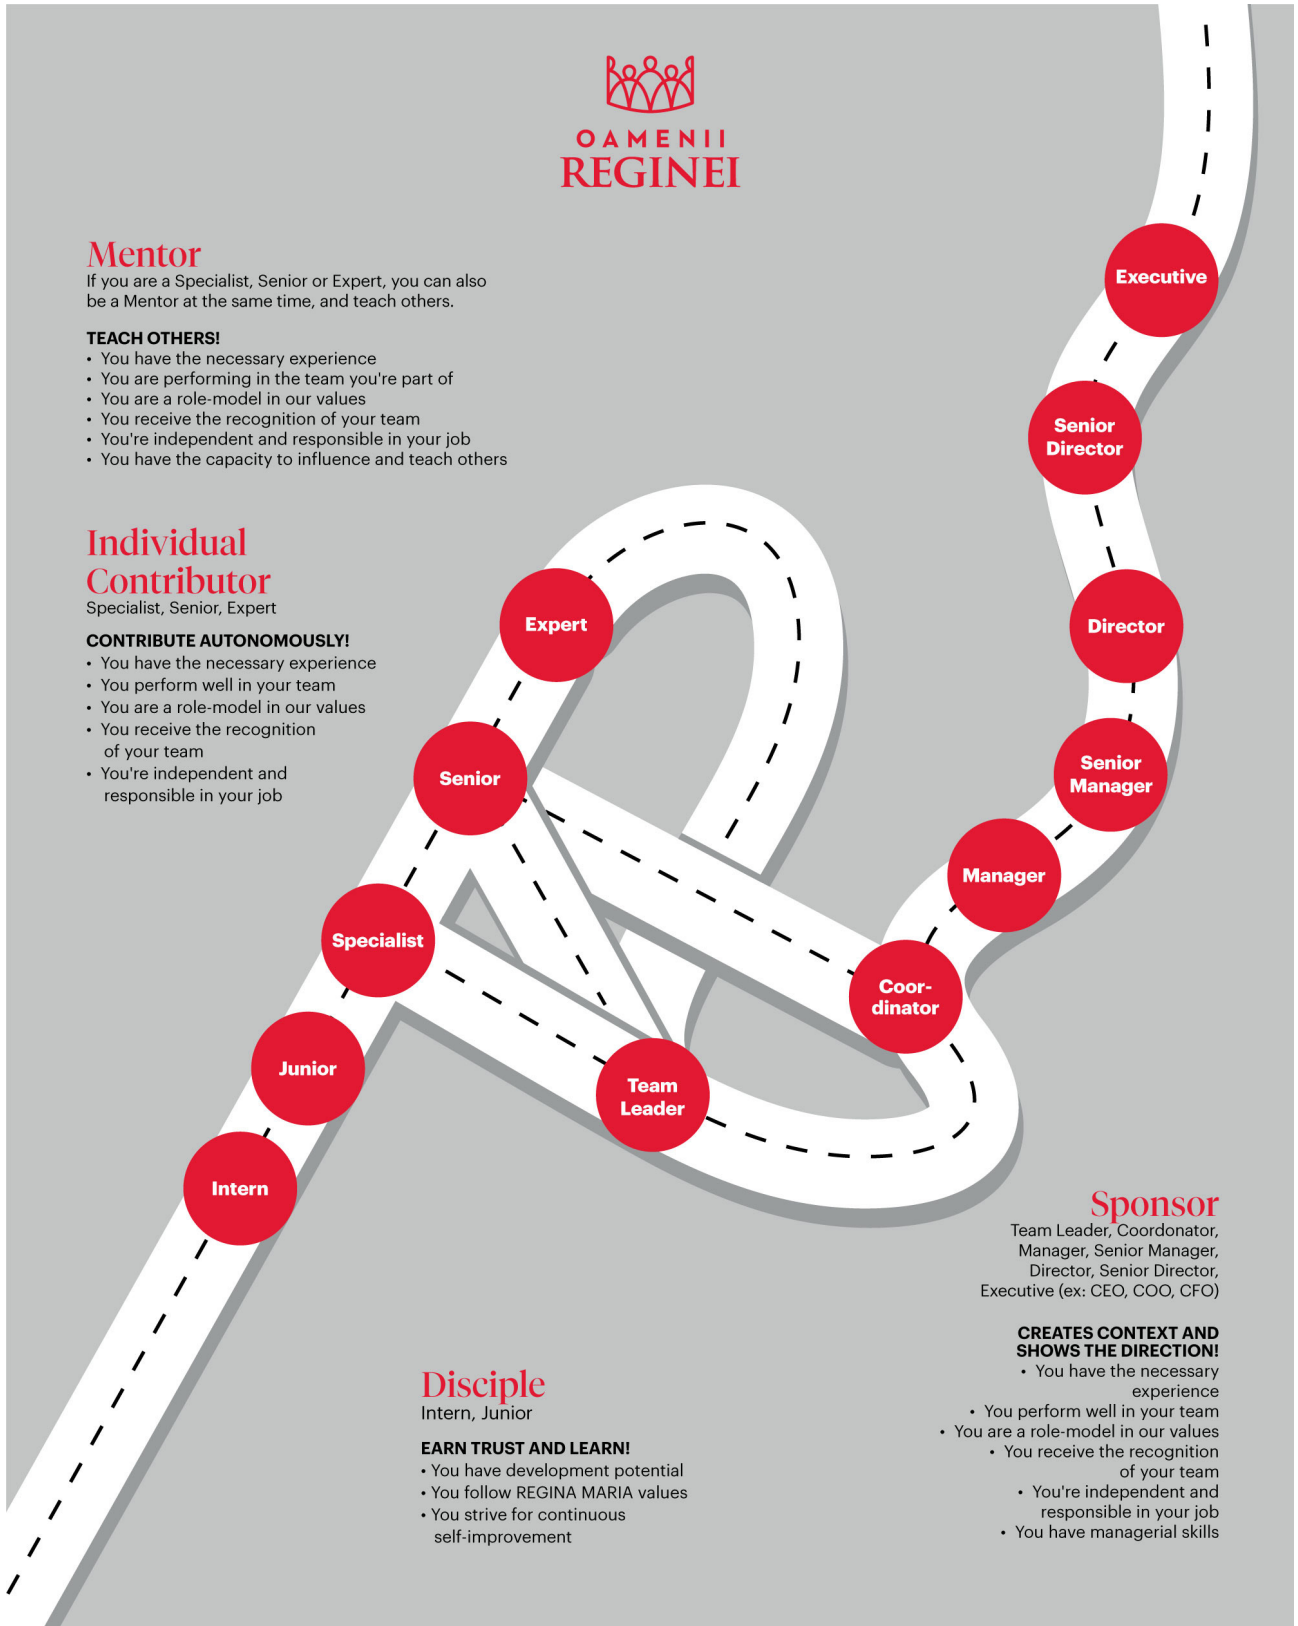 OAMENII
REGINEI
Mentor
If you are a Specialist, Senior or Expert, you can also
be a Mentor at the same time, and teach others.
TEACH OTHERS!
• You have the necessary experience
• You are performing in the team you're part of
• You are a role-model in our values
• You receive the recognition of your team
• You're independent and responsible in your job
• You have the capacity to influence and teach others
Individual
Contributor
Specialist, Senior, Expert
CONTRIBUTE AUTONOMOUSLY!
• You have the necessary experience
• You perform well in your team
• You are a role-model in our values
• You receive the recognition
of your team
• You're independent and
responsible in your job
Executive
Senior
Director
Director
Senior
Manager
Manager
Coor-
dinator
Expert
Senior
Specialist
Team
Leader
Junior
Intern
Disciple
Intern, Junior
EARN TRUST AND LEARN!
• You have development potential
• You follow REGINA MARIA values
• You strive for continuous
self-improvement
Sponsor
Team Leader, Coordonator,
Manager, Senior Manager,
Director, Senior Director,
Executive (ex: CEO, COO, CFO)
CREATES CONTEXT AND
SHOWS THE DIRECTION!
• You have the necessary
experience
• You perform well in your team
• You are a role-model in our values
• You receive the recognition
of your team
• You're independent and
responsible in your job
• You have managerial skills